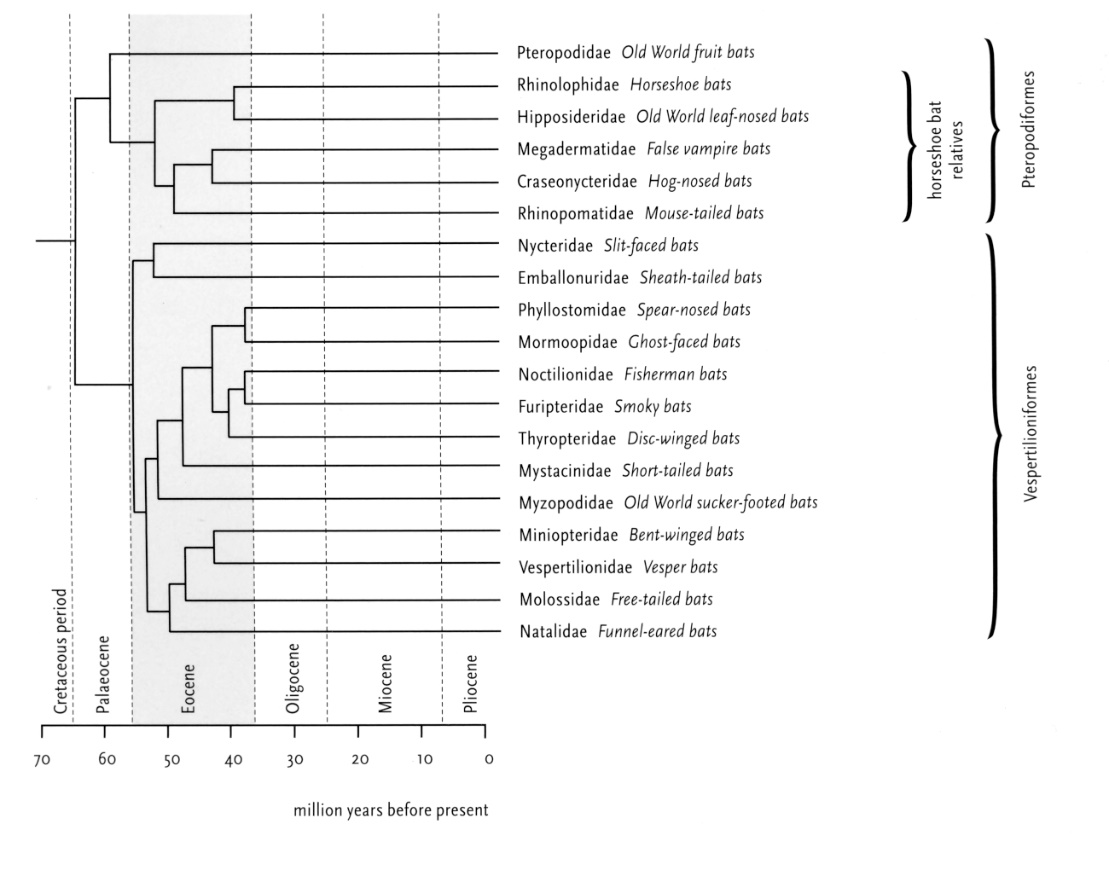 Pteropodidae Old World fruit bats
Rhinolophidae Horseshoe bats
Hipposideridae Old World leaf-nosed bats
Megadermatidae False vampire bats
Craseonycteridae Hog-nosed bats
Rhinopomatidae Mouse-tailed bats
Nycteridae Slit-faced bats
Emballonuridae Sheath-tailed bats
Phyllostomidae Spear-nosed bats
Mormoopidae Ghost-faced bats
Noctilionidae Fisherman bats
Furipteridae Smoky bats
Thyropteridae Disc-winged bats
Mystacinidae Short-tailed bats
Myzopodidae Old World sucker-footed bats
Miniopteridae Bent-winged bats
Vespertilionidae Vesper bats
Molossidae Free-tailed bats
Natalidae Funnel-eared bats
horseshoe bat
relatives
Pteropodiformes
Vespertilioniformes
Cretaceous period
Palaeocene
Eocene
Oligocene
Miocene
Pliocene
70 60 50 40 30 20 10 0
million years before present